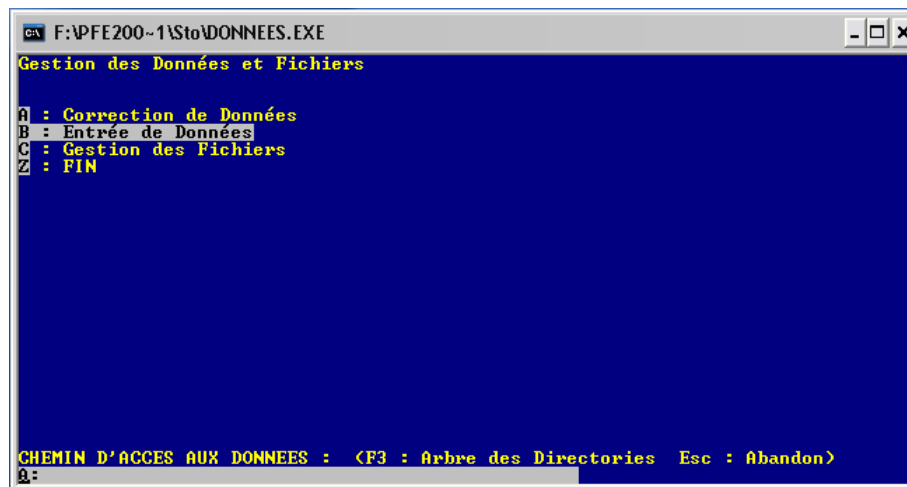 F:\PFE200~1\Sto\DONNEES.EXE
Gestion des Données et Fichiers
A : Correction de Données
B : Entrée de Données
C : Gestion des Fichiers
Z : FIN
CHEMIN D'ACCES AUX DONNEES :  (F3 : Arbre des Directories  Esc : Abandon)
A: